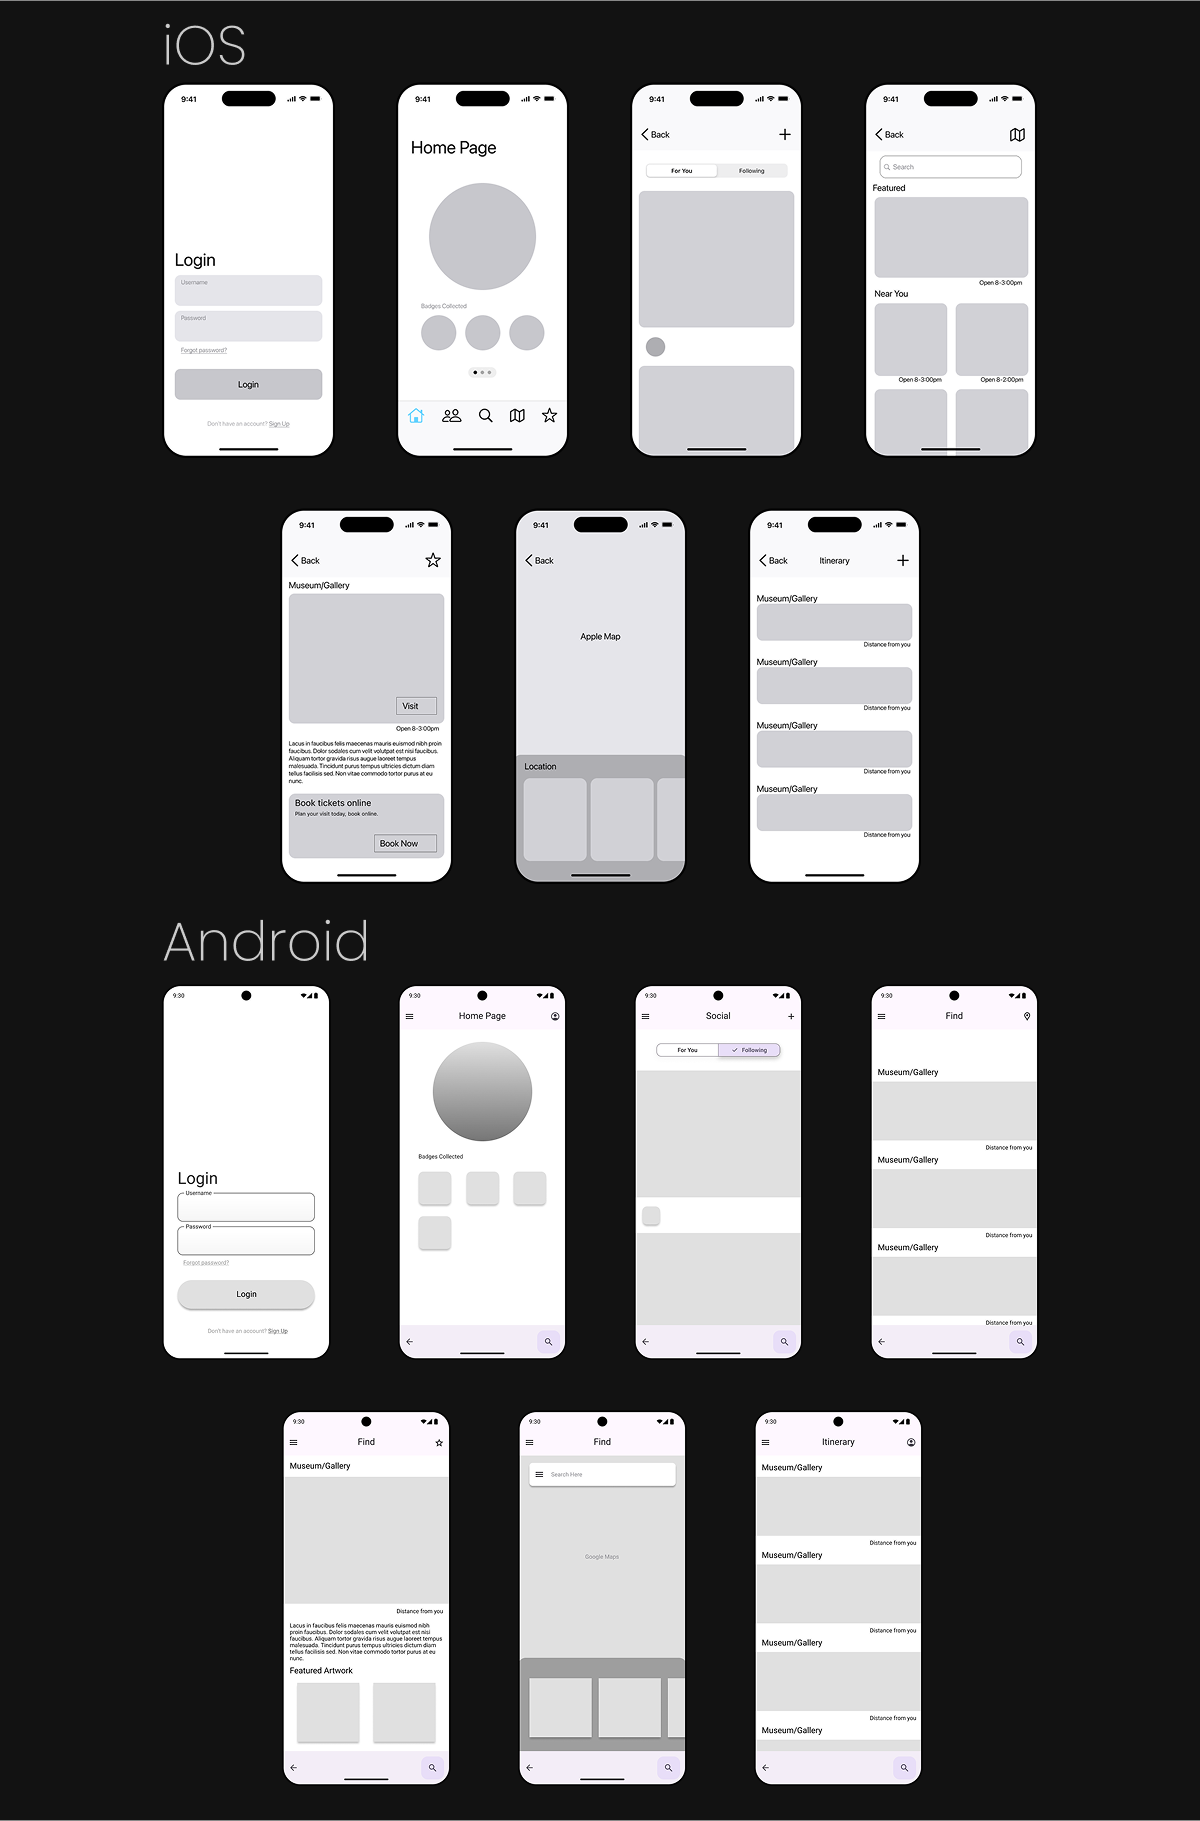 iOS
9:41
Login
Username
Password
Forgot password?
Login
Don't have an account? Sign Up
9:41
Home Page
Badges Collected
9:41
Back
For You
Following
9:41
Back
Search
Featured
Open 8-3:00pm
Near You
Open 8-3:00pm
Open 8-2:00pm
9:41
Back
Museum/Gallery
Visit
Open 8-3:00pm
Lacus in faucibus felis maecenas mauris euismod nibh proin
faucibus. Dolor sodales cum velit volutpat est nisi faucibus.
Aliquam tortor gravida risus augue laoreet tempus
malesuada. Tincidunt purus tempus ultricies dictum diam
tellus facilisis sed. Non vitae commodo tortor purus at eu
nunc.
Book tickets online
Plan your visit today, book online.
Book Now
9:41
Back
Apple Map
Location
9:41
Back
Itinerary
Museum/Gallery
Distance from you
Museum/Gallery
Distance from you
Museum/Gallery
Distance from you
Museum/Gallery
Distance from you
Android
9:30
Login
Username
Password
Forgot password?
Login
Don't have an account? Sign Up
9:30
Home Page
Badges Collected
9:30
Social
For You
Following
9:30
Find
Museum/Gallery
Distance from you
Museum/Gallery
Distance from you
Museum/Gallery
Distance from you
9:30
Find
Museum/Gallery
Distance from you
Lacus in faucibus felis maecenas mauris euismod nibh
proin faucibus. Dolor sodales cum velit volutpat est nisi
faucibus. Aliquam tortor gravida risus augue laoreet tempus
malesuada. Tincidunt purus tempus ultricies dictum diam
tellus facilisis sed. Non vitae commodo tortor purus at eu
nunc.
Featured Artwork
9:30
Find
Search Here
Google Maps
9:30
Itinerary
Museum/Gallery
Distance from you
Museum/Gallery
Distance from you
Museum/Gallery
Distance from you
Museum/Gallery